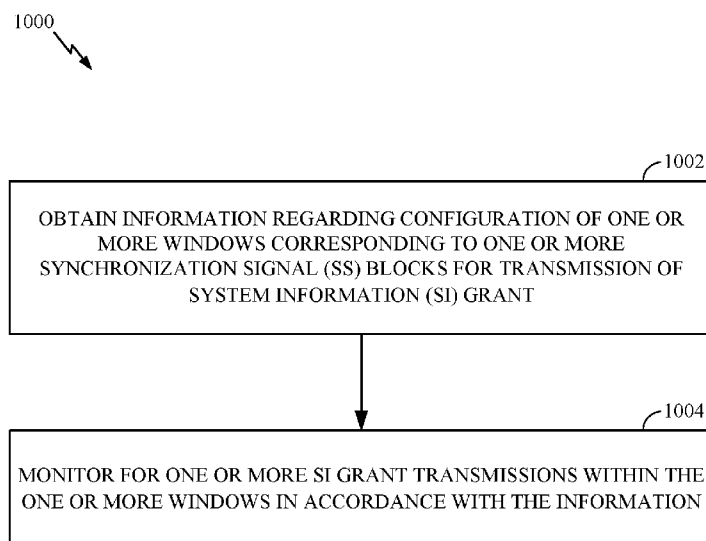 1000
1002
OBTAIN INFORMATION REGARDING CONFIGURATION OF ONE OR
MORE WINDOWS CORRESPONDING TO ONE OR MORE
SYNCHRONIZATION SIGNAL (SS) BLOCKS FOR TRANSMISSION OF
SYSTEM INFORMATION (SI) GRANT
1004
MONITOR FOR ONE OR MORE SI GRANT TRANSMISSIONS WITHIN THE
ONE OR MORE WINDOWS IN ACCORDANCE WITH THE INFORMATION